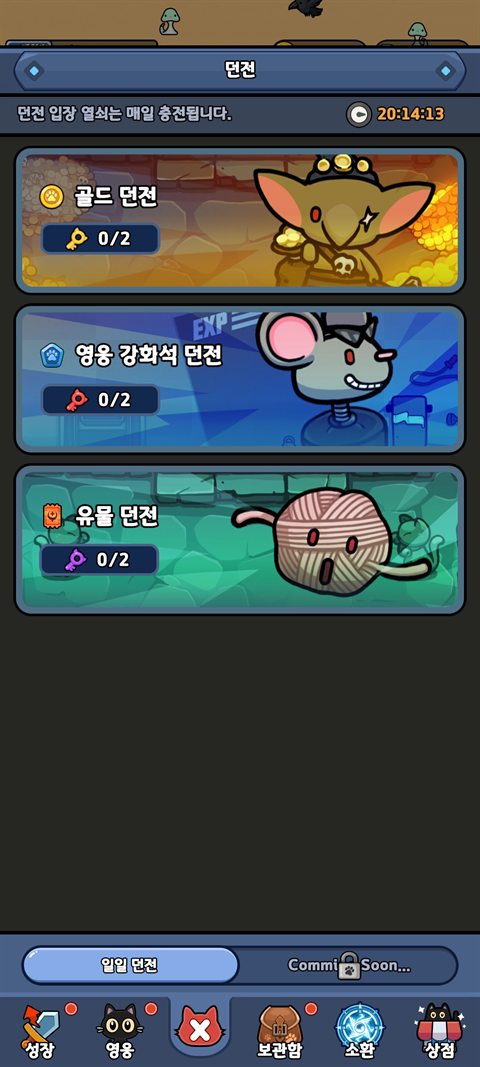 던전
던전 입장 열쇠는 매일 충전됩니다.
20:14:13
골드 던전
0/2
EXP
영웅 강화석 던전
0/2
유물 던전
0/2
일일 던전
Commi Soon...
성장
영웅
보관함
소환
상점